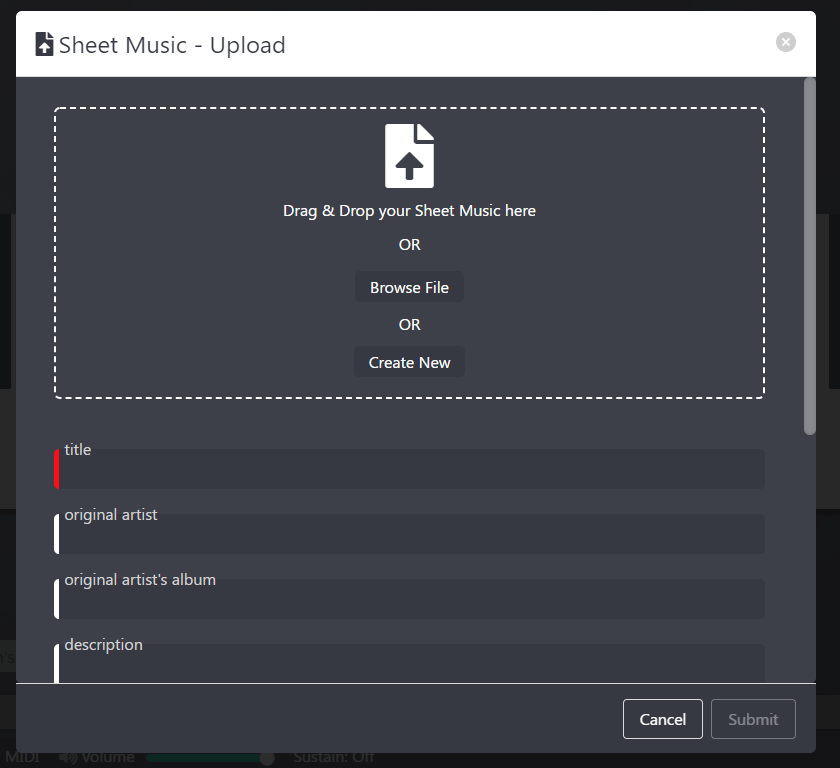 Sheet Music - Upload
Drag & Drop your Sheet Music here
OR
Browse File
OR
Create New
title
original artist
original artist's album
description
Cancel
Submit
MIDI
Volume
Sustain: Off